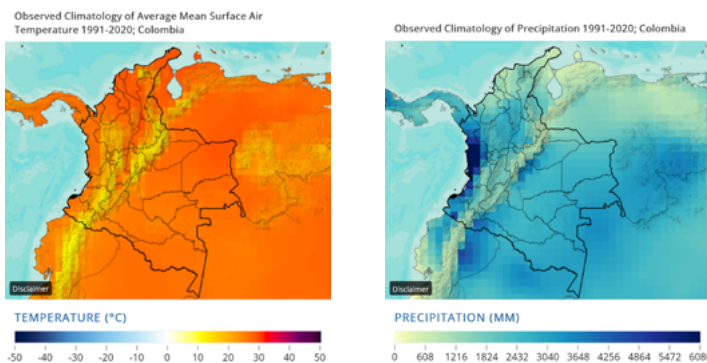 Observed Climatology of Average Mean Surface Air
Temperature 1991-2020; Colombia
Disclaimer
TEMPERATURE (°C)
-50 -40 -30 -20 -10 0 10 20 30 40 50
Observed Climatology of Precipitation 1991-2020; Colombia
Disclaimer
PRECIPITATION (MM)
0 608 1216 1824 2432 3040 3648 4256 4864 5472 6080